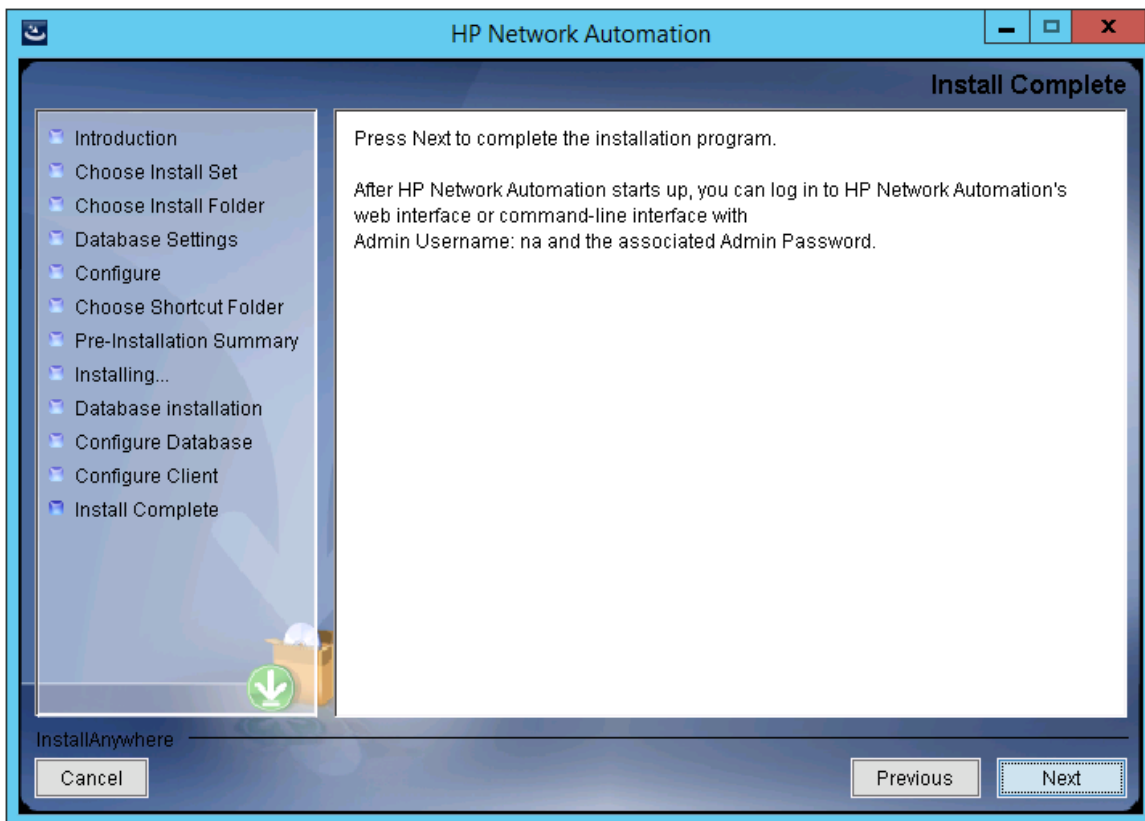 HP Network Automation
Install Complete
Introduction
Choose Install Set
Choose Install Folder
Database Settings
Configure
Choose Shortcut Folder
Pre-Installation Summary
Installing...
Database installation
Configure Database
Configure Client
Install Complete
Press Next to complete the installation program.
After HP Network Automation starts up, you can log in to HP Network Automation's
web interface or command-line interface with
Admin Username: na and the associated Admin Password.
InstallAnywhere
Cancel
Previous
Next